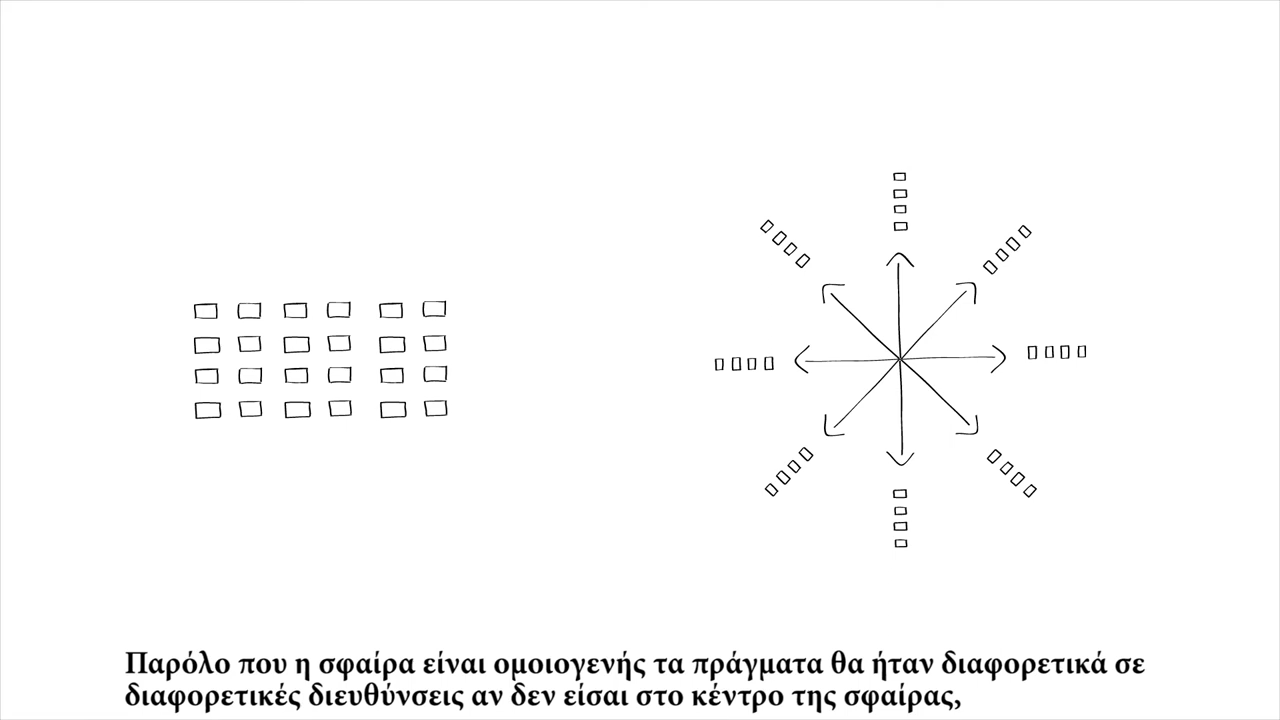 Παρόλο που η σφαίρα είναι ομοιογενής τα πράγματα θα ήταν διαφορετικά σε
διαφορετικές διευθύνσεις αν δεν είσαι στο κέντρο της σφαίρας,